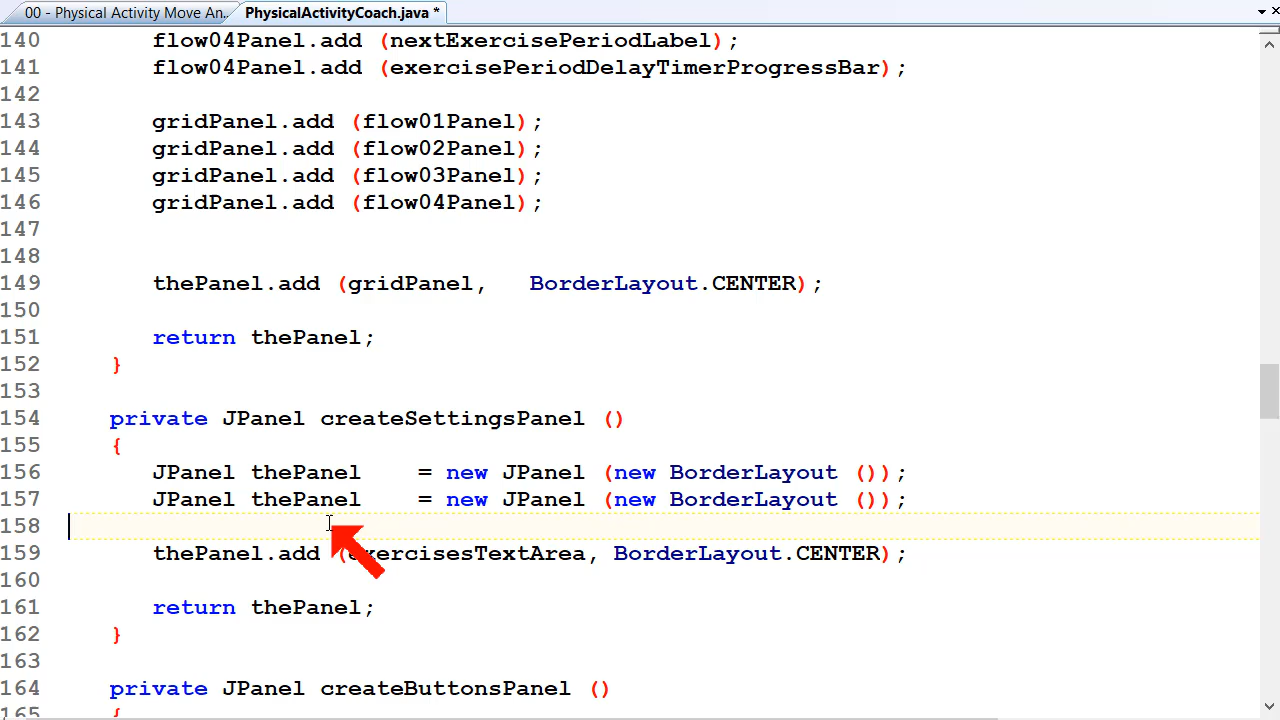 00 - Physical Activity Move An... PhysicalActivityCoach.java *
140 flow04Panel.add (nextExercisePeriodLabel);
141 flow04Panel.add (exercisePeriodDelayTimerProgressBar);
142
143 gridPanel.add (flow01Panel);
144 gridPanel.add (flow02Panel);
145 gridPanel.add (flow03Panel);
146 gridPanel.add (flow04Panel);
147
148
149 thePanel.add (gridPanel, BorderLayout.CENTER);
150
151 return thePanel;
152 }
153
154 private JPanel createSettingsPanel ()
155 {
156 JPanel thePanel = new JPanel (new BorderLayout ());
157 JPanel thePanel = new JPanel (new BorderLayout ());
158
159 thePanel.add (exercisesTextArea, BorderLayout.CENTER);
160
161 return thePanel;
162 }
163
164 private JPanel createButtonsPanel ()
165 {